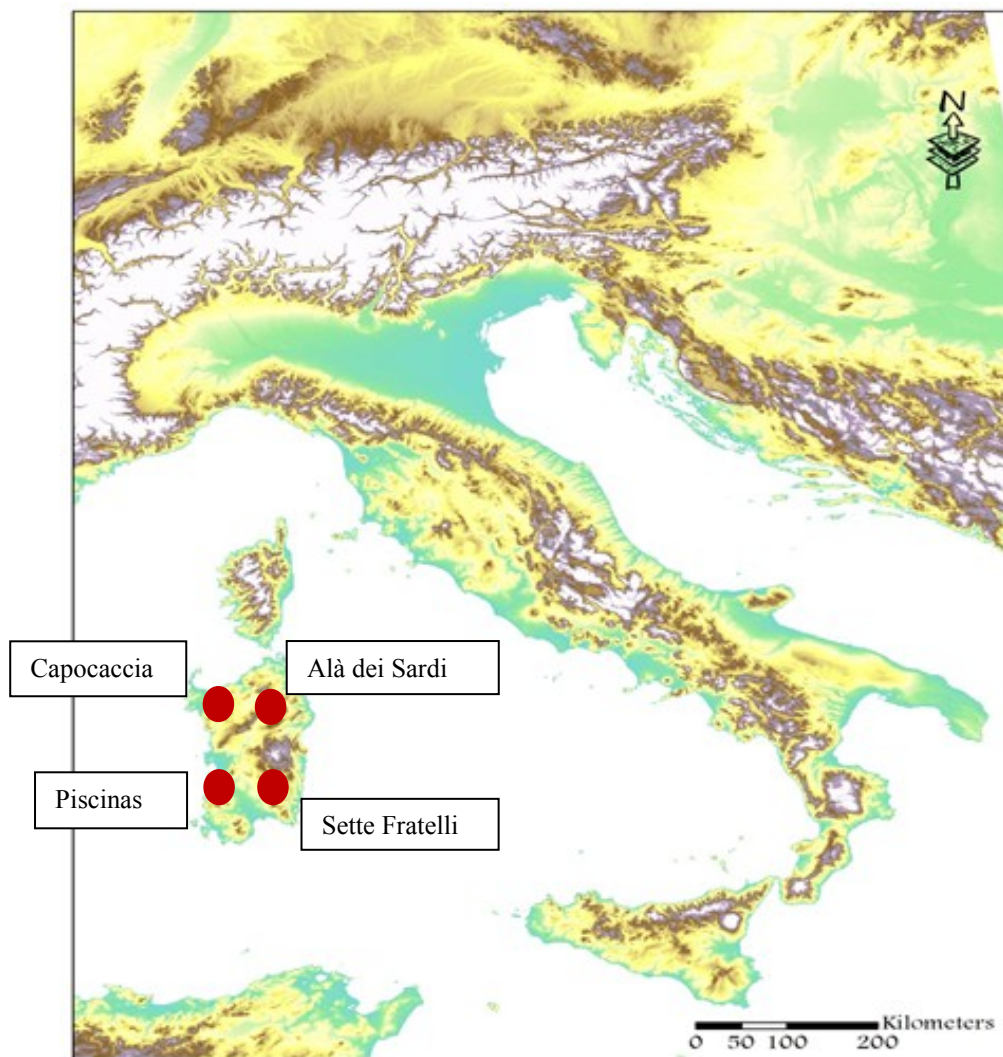 N
Capocaccia
Alà dei Sardi
Piscinas
Sette Fratelli
Kilometers
0 50 100 200